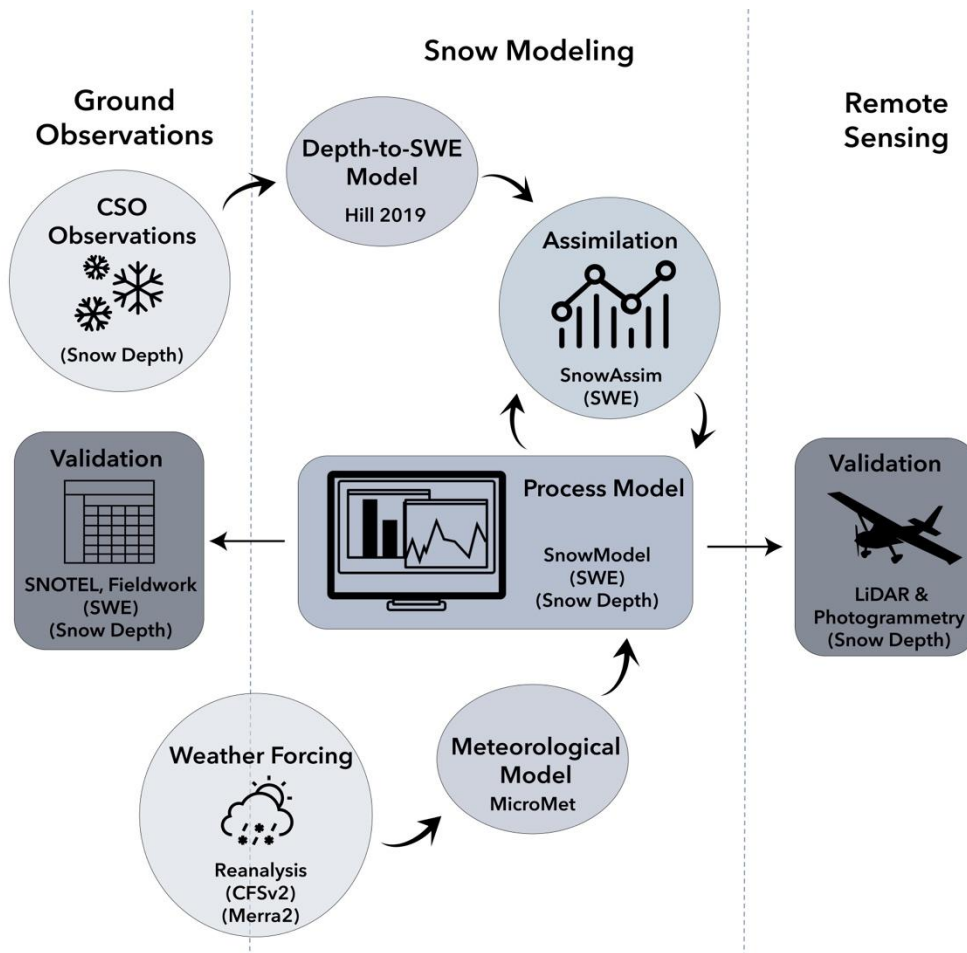 Snow Modeling
Ground
Observations
Remote
Sensing
Depth-to-SWE
Model
Hill 2019
CSO
Observations
(Snow Depth)
Assimilation
SnowAssim
(SWE)
Validation
SNOTEL, Fieldwork
(SWE)
(Snow Depth)
Process Model
SnowModel
(SWE)
(Snow Depth)
Validation
LiDAR &
Photogrammetry
(Snow Depth)
Weather Forcing
Reanalysis
(CFSv2)
(Merra2)
Meteorological
Model
MicroMet